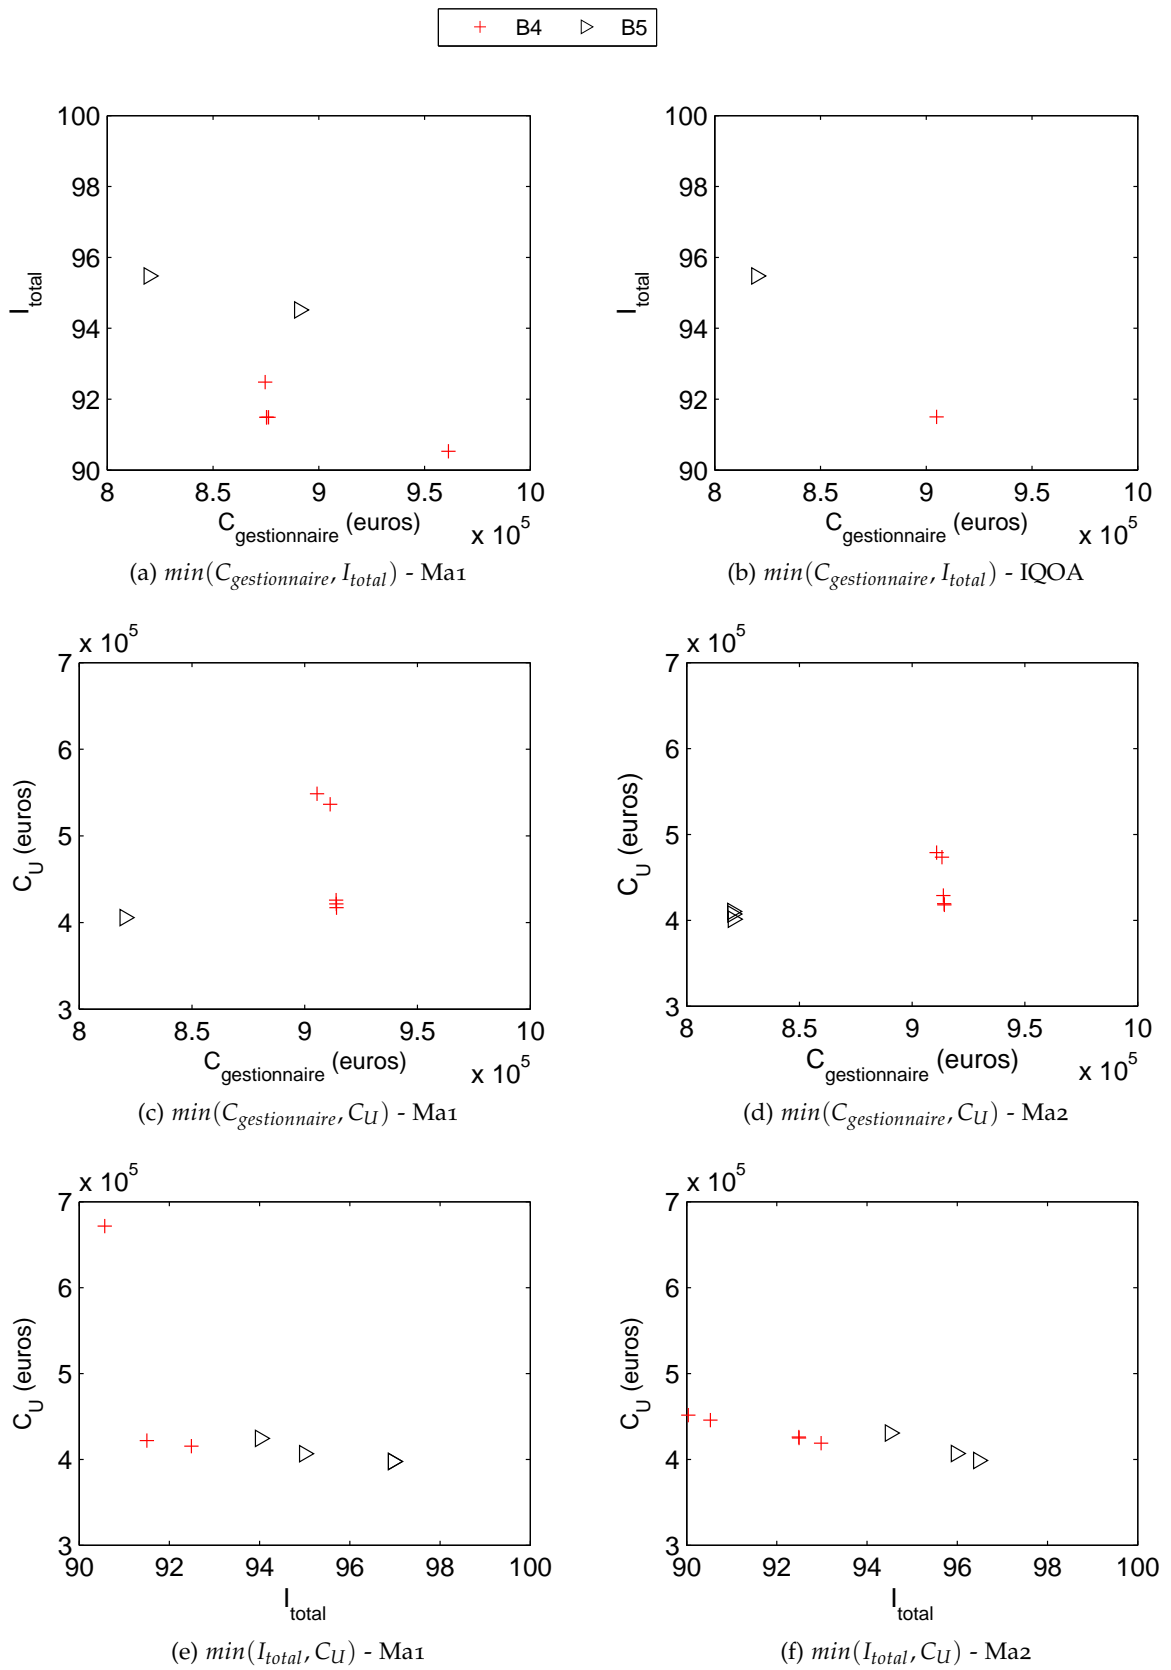 B4 B5
100
98
96
94
92
90
I_total
8 8.5 9 9.5 10
C_gestionnaire (euros)
x 10^5
(a) min(C_gestionnaire, I_total) - Ma1
100
98
96
94
92
90
I_total
8 8.5 9 9.5 10
C_gestionnaire (euros)
x 10^5
(b) min(C_gestionnaire, I_total) - IQOA
x 10^5
7
6
5
4
3
C_U (euros)
8 8.5 9 9.5 10
C_gestionnaire (euros)
x 10^5
(c) min(C_gestionnaire, C_U) - Ma1
x 10^5
7
6
5
4
3
C_U (euros)
8 8.5 9 9.5 10
C_gestionnaire (euros)
x 10^5
(d) min(C_gestionnaire, C_U) - Ma2
x 10^5
7
6
5
4
3
C_U (euros)
90 92 94 96 98 100
I_total
(e) min(I_total, C_U) - Ma1
x 10^5
7
6
5
4
3
C_U (euros)
90 92 94 96 98 100
I_total
(f) min(I_total, C_U) - Ma2